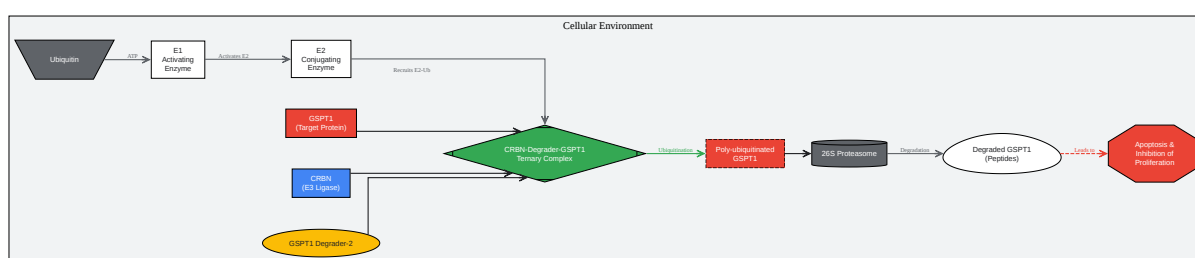 Cellular Environment
Ubiquitin
ATP
E1
Activating
Enzyme
Activates E2
E2
Conjugating
Enzyme
Recruits E2-Ub
GSPT1
(Target Protein)
CRBN-Degrader-GSPT1
Ternary Complex
Ubiquitination
Poly-ubiquitinated
GSPT1
26S Proteasome
Degradation
Degraded GSPT1
(Peptides)
Leads to
Apoptosis &
Inhibition of
Proliferation
CRBN
(E3 Ligase)
GSPT1 Degrader-2